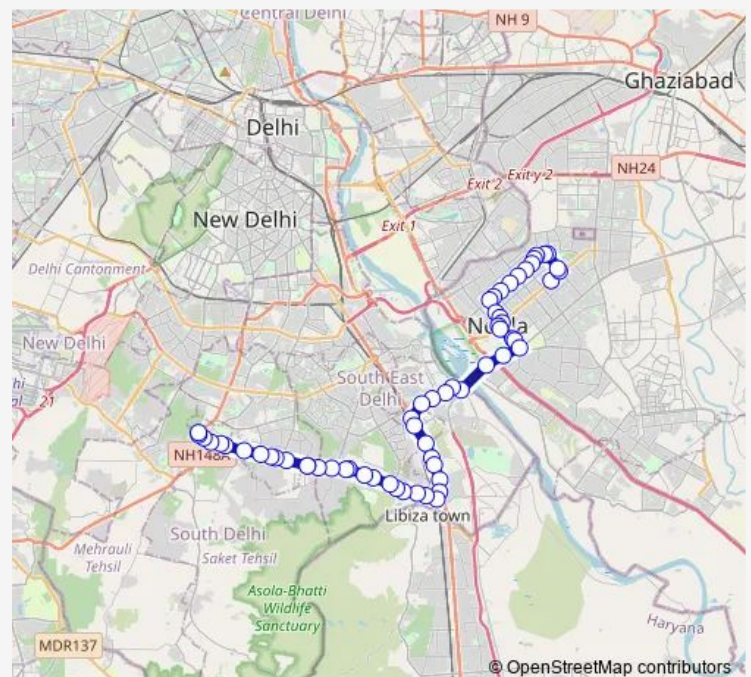 Central Delhi
NH 9
Ghaziabad
Delhi
NH24
Exit 2
Exit-y-2
New Delhi
Exit 1
Delhi Cantonment
New Delhi
South East
Delhi
21
NH148A
Libiza town
South Delhi
Mehrauli
Tehsil
Saket Tehsil
Asola-Bhatti
Wildlife
Sanctuary
Haryana
MDR137
© OpenStreetMap contributors